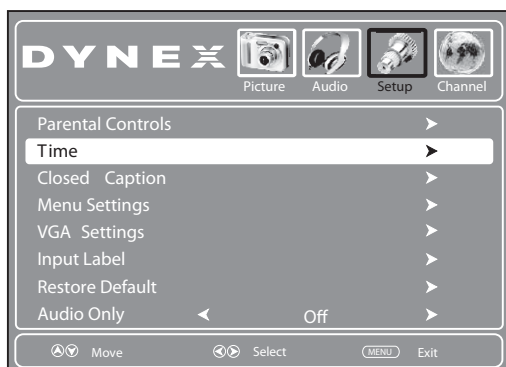 DYNEX
Picture Audio Setup Channel
Parental Controls
Time
Closed Caption
Menu Settings
VGA Settings
Input Label
Restore Default
Audio Only Off
Move Select MENU Exit